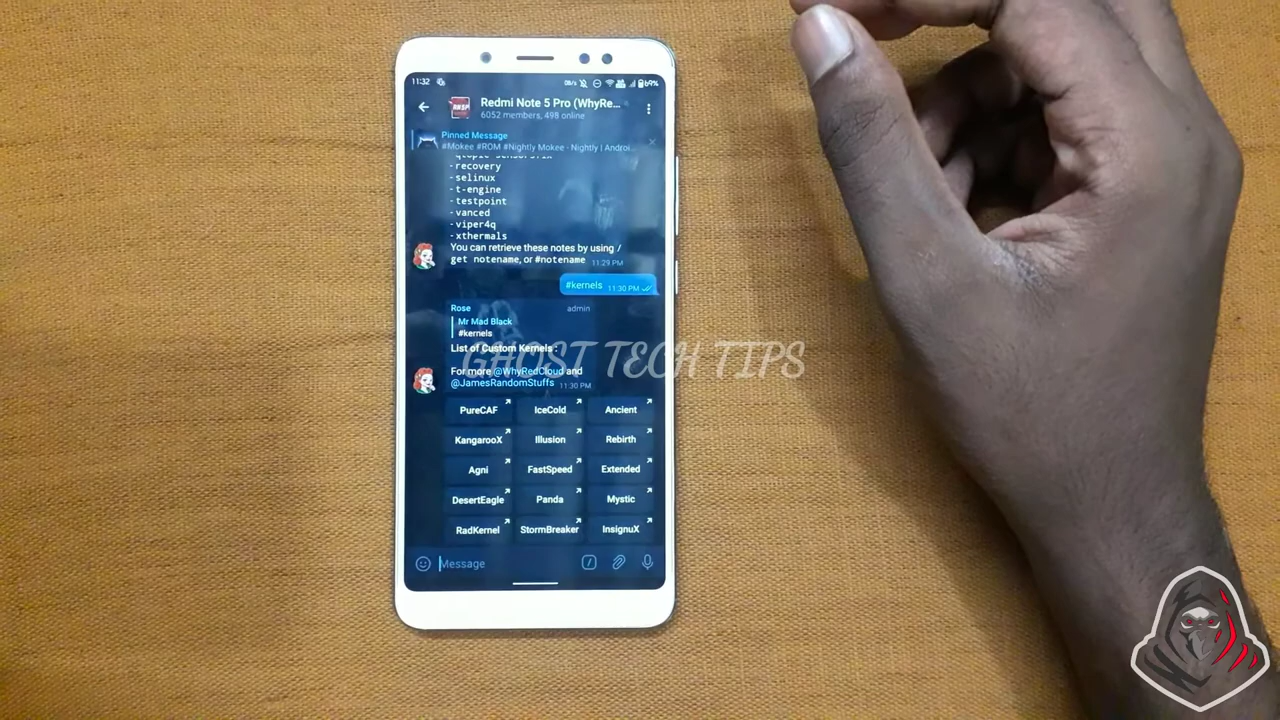 11:32
69%
Redmi Note 5 Pro (WhyRe...
6052 members, 498 online
Pinned Message
#Mokee #ROM #Nightly Mokee - Nightly | Androi...
-recovery
-selinux
-t-engine
-testpoint
-vanced
-viper4q
-xthermals
You can retrieve these notes by using /
get notename, or #notename 11:29 PM
#kernels 11:30 PM
Rose admin
Mr Mad Black
#kernels
List of Custom Kernels :
GHOST TECH TIPS
For more @WhyRedCloud and
@JamesRandomStuffs 11:30 PM
PureCAF IceCold Ancient
KangarooX Illusion Rebirth
Agni FastSpeed Extended
DesertEagle Panda Mystic
RadKernel StormBreaker InsignuX
Message